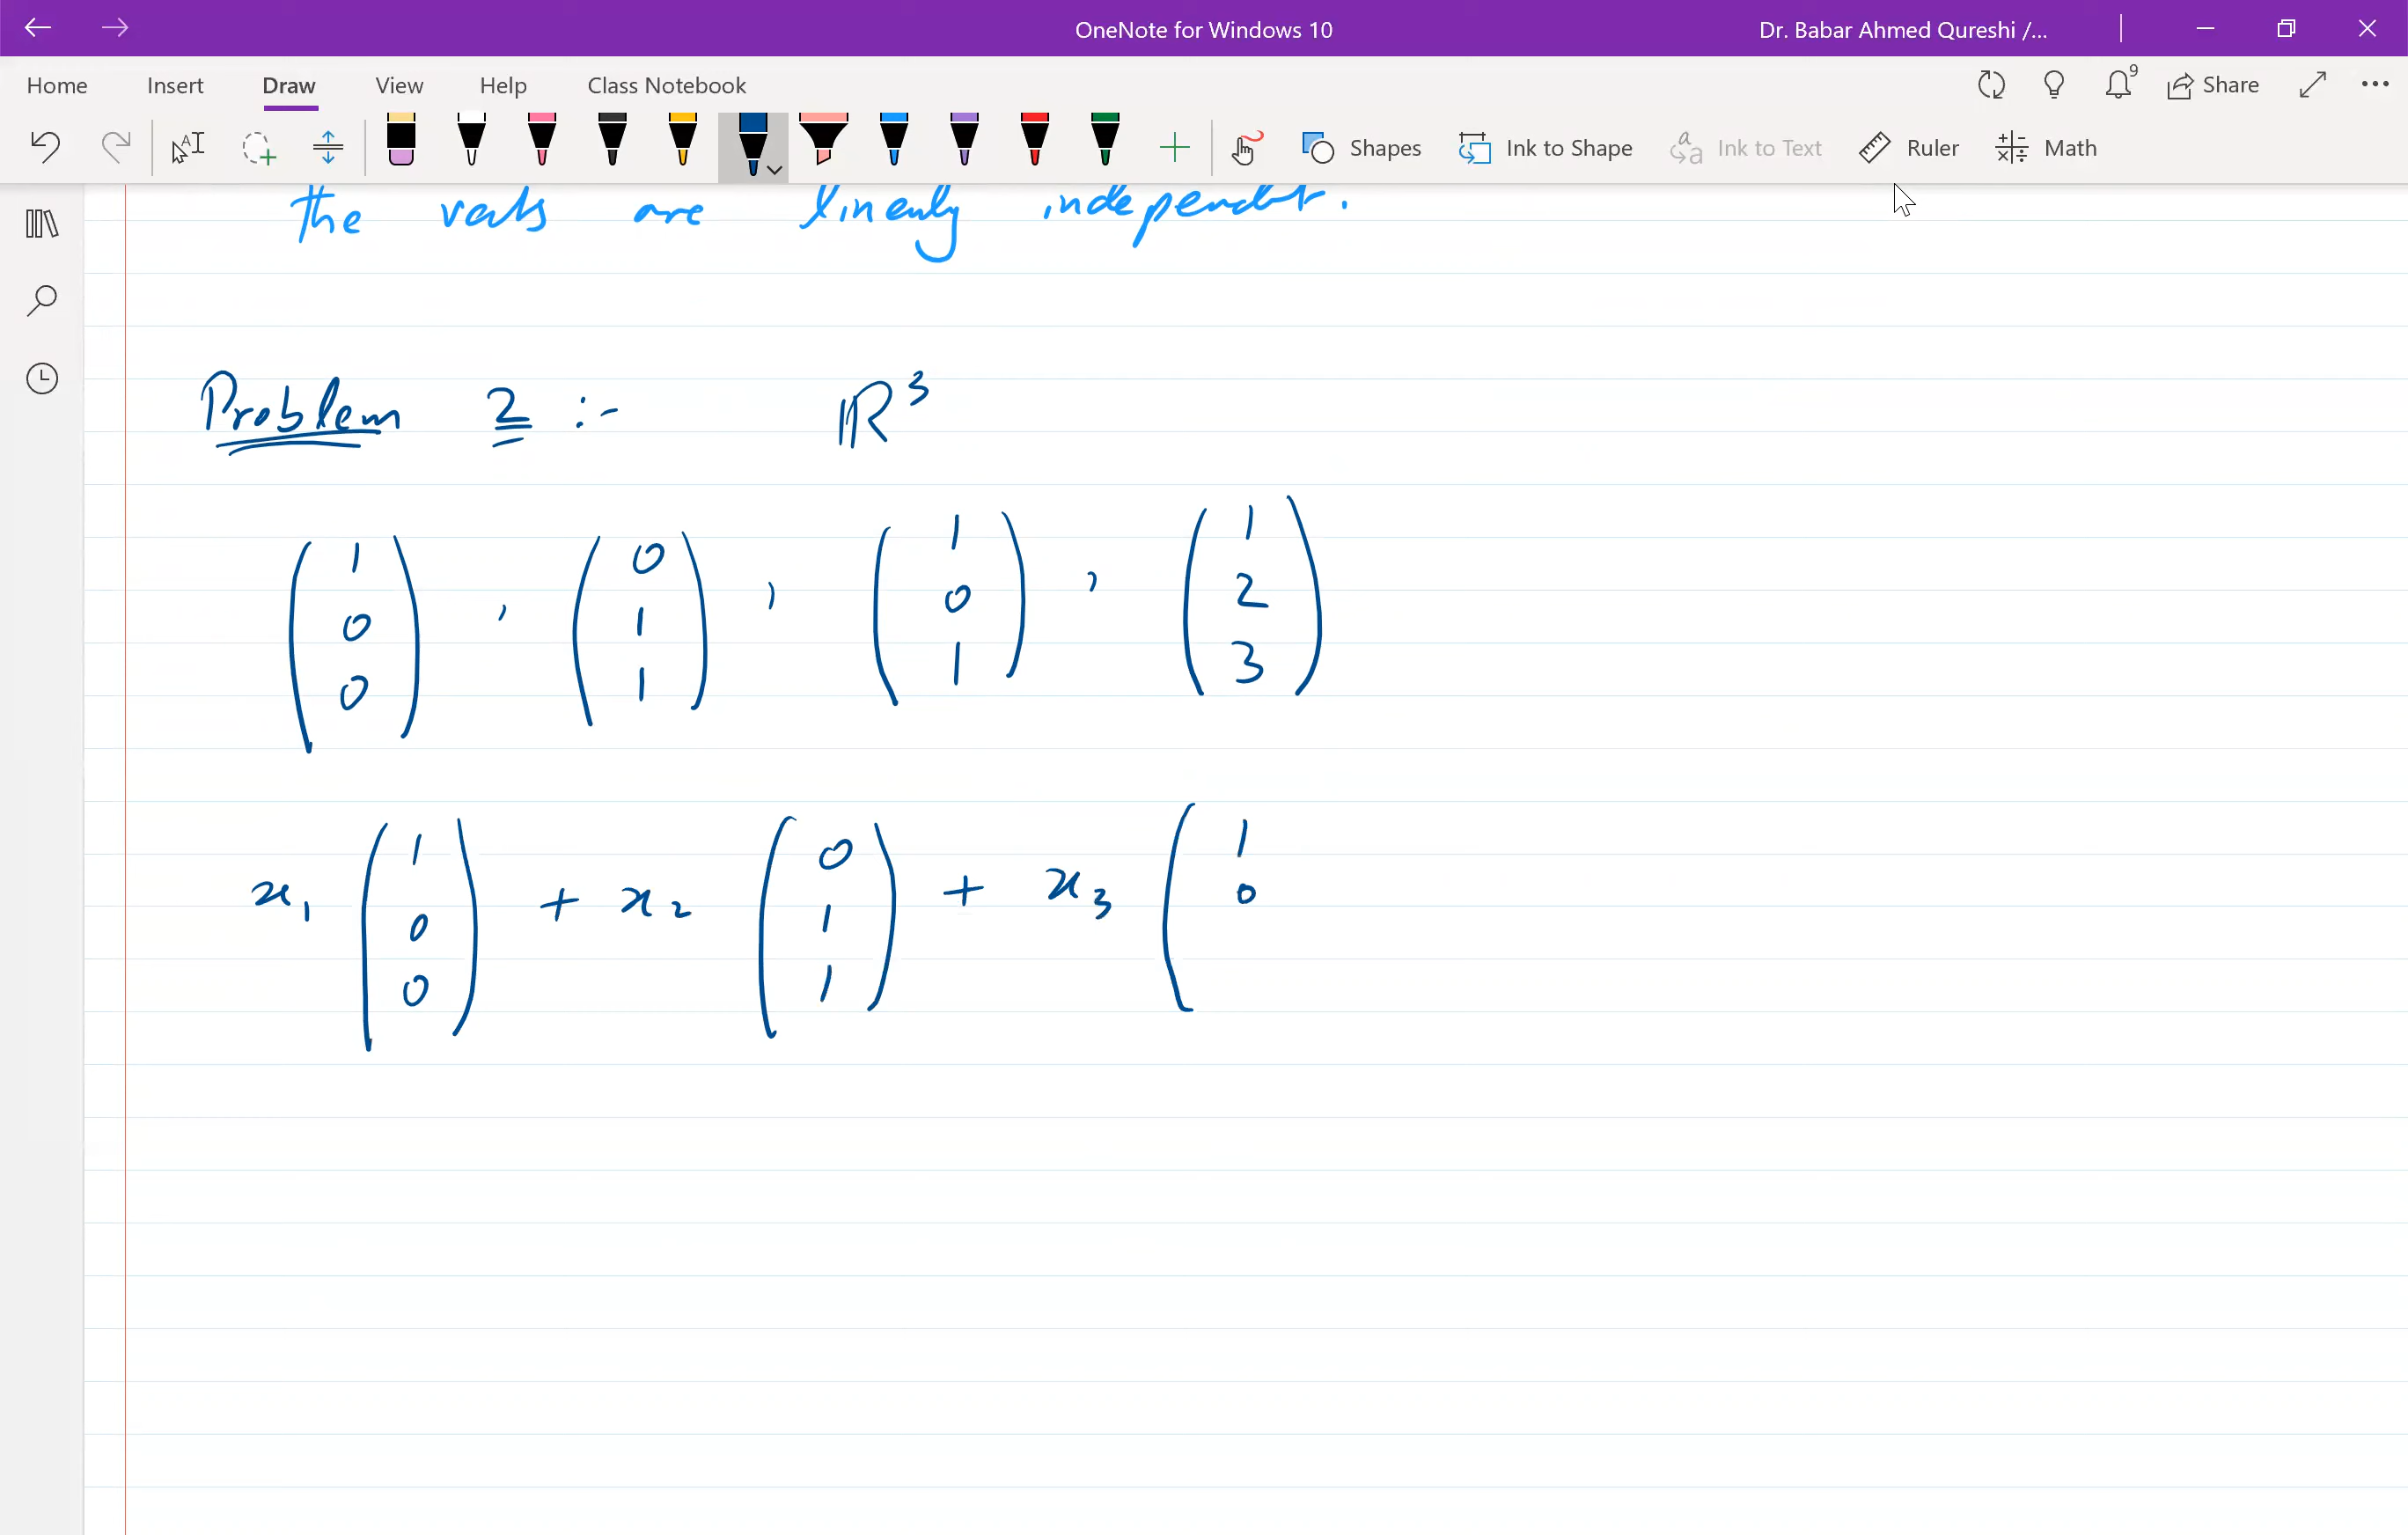 OneNote for Windows 10 Dr. Babar Ahmed Qureshi /...
Home Insert Draw View Help Class Notebook 9 Share
Shapes Ink to Shape Ink to Text Ruler Math
the are linearly independent.
Problem 2 :- ℝ³
(1 0 0) , (0 1 1) , (1 0 1) , (1 2 3)
x₁ (1 0 0) + x₂ (0 1 1) + x₃ (1 0